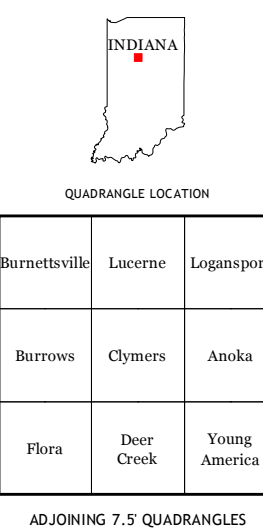 INDIANA
QUADRANGLE LOCATION
Burnettsville Lucerne Loganspor
Burrows Clymers Anoka
Flora Deer Creek Young America
ADJOINING 7.5' QUADRANGLES